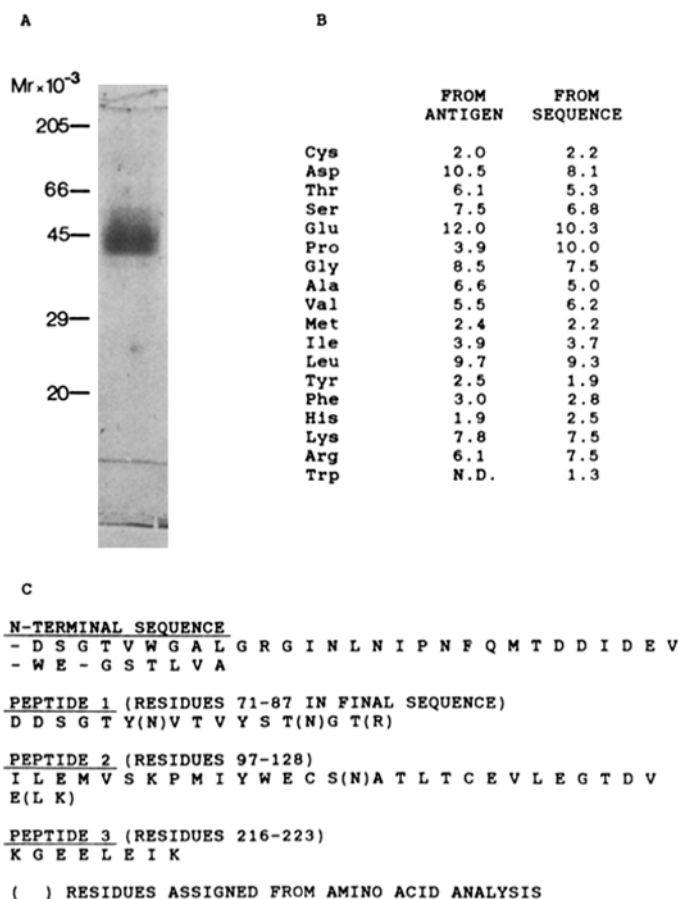 A
B
Mr×10-3
205
66
45
29
20
FROM ANTIGEN FROM SEQUENCE
Cys 2.0 2.2
Asp 10.5 8.1
Thr 6.1 5.3
Ser 7.5 6.8
Glu 12.0 10.3
Pro 3.9 10.0
Gly 8.5 7.5
Ala 6.6 5.0
Val 5.5 6.2
Met 2.4 2.2
Ile 3.9 3.7
Leu 9.7 9.3
Tyr 2.5 1.9
Phe 3.0 2.8
His 1.9 2.5
Lys 7.8 7.5
Arg 6.1 7.5
Trp N.D. 1.3
C
N-TERMINAL SEQUENCE
- D S G T V W G A L G R G I N L N I P N F Q M T D D I D E V
- W E - G S T L V A
PEPTIDE 1 (RESIDUES 71-87 IN FINAL SEQUENCE)
D D S G T Y(N)V T V Y S T(N)G T(R)
PEPTIDE 2 (RESIDUES 97-128)
I L E M V S K P M I Y W E C S(N)A T L T C E V L E G T D V
E(L K)
PEPTIDE 3 (RESIDUES 216-223)
K G E E L E I K
( ) RESIDUES ASSIGNED FROM AMINO ACID ANALYSIS